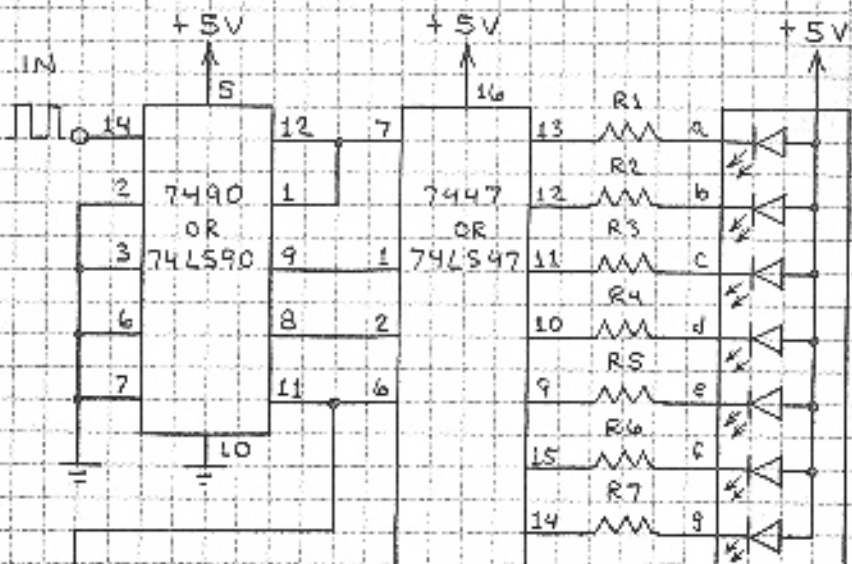 +5V +5V +5V
IN
5 16
R1
14 12 7 13 a
R2
2 7490 1 7447 12 b
OR OR R3
3 74LS90 9 1 74LS47 11 c
R4
6 8 2 10 d
R5
7 11 6 9 e
R6
10 15 f
R7
14 g